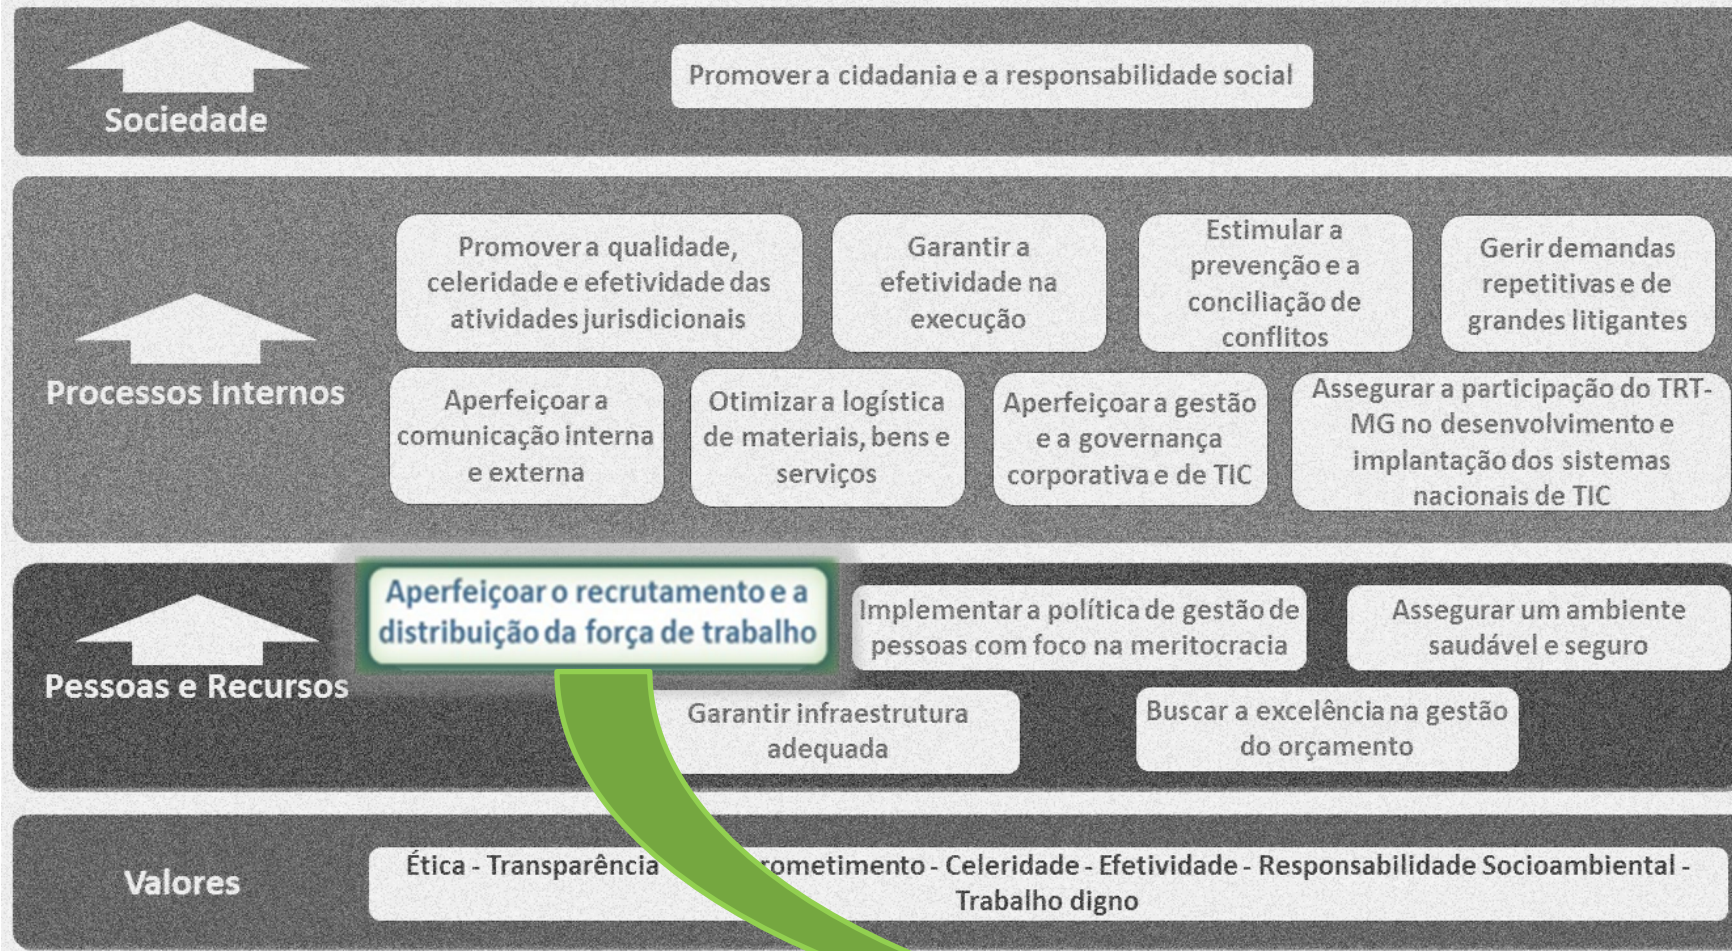 Promover a cidadania e a responsabilidade social
Sociedade
Promover a qualidade,
celeridade e efetividade das
atividades jurisdicionais
Garantir a
efetividade na
execução
Estimular a
prevenção e a
conciliação de
conflitos
Gerir demandas
repetitivas e de
grandes litigantes
Processos Internos
Aperfeiçoar a
comunicação interna
e externa
Otimizar a logística
de materiais, bens e
serviços
Aperfeiçoar a gestão
e a governança
corporativa e de TIC
Assegurar a participação do TRT-
MG no desenvolvimento e
implantação dos sistemas
nacionais de TIC
Aperfeiçoar o recrutamento e a
distribuição da força de trabalho
Implementar a política de gestão de
pessoas com foco na meritocracia
Assegurar um ambiente
saudável e seguro
Pessoas e Recursos
Garantir infraestrutura
adequada
Buscar a excelência na gestão
do orçamento
Valores
Ética - Transparência rometimento - Celeridade - Efetividade - Responsabilidade Socioambiental -
Trabalho digno